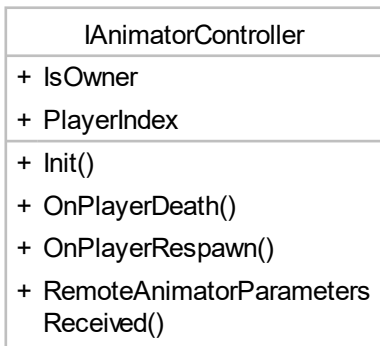 IAnimatorController
+ IsOwner
+ PlayerIndex
+ Init()
+ OnPlayerDeath()
+ OnPlayerRespawn()
+ RemoteAnimatorParameters
Received()